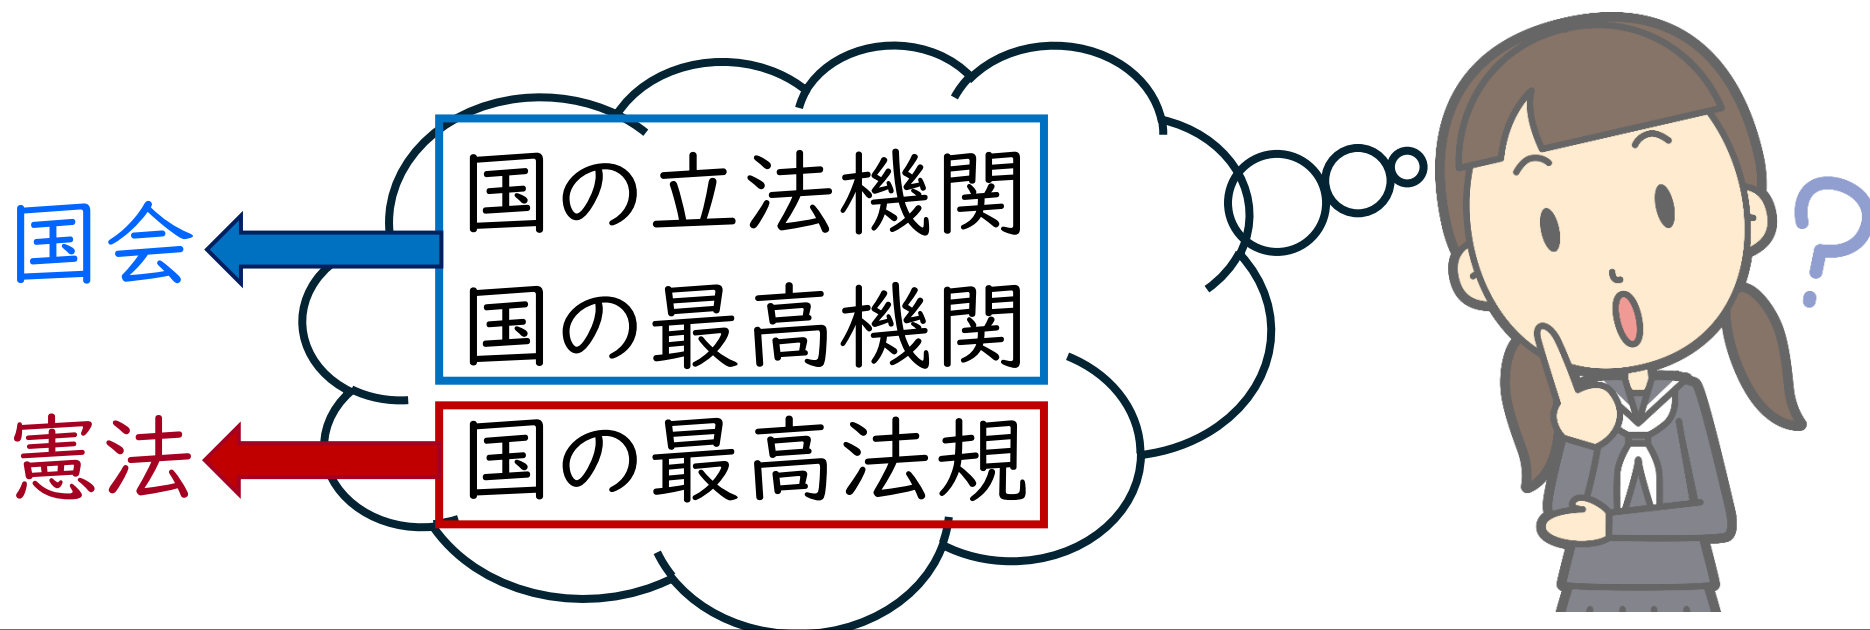 国の立法機関
国会
国の最高機関
憲法
国の最高法規
?